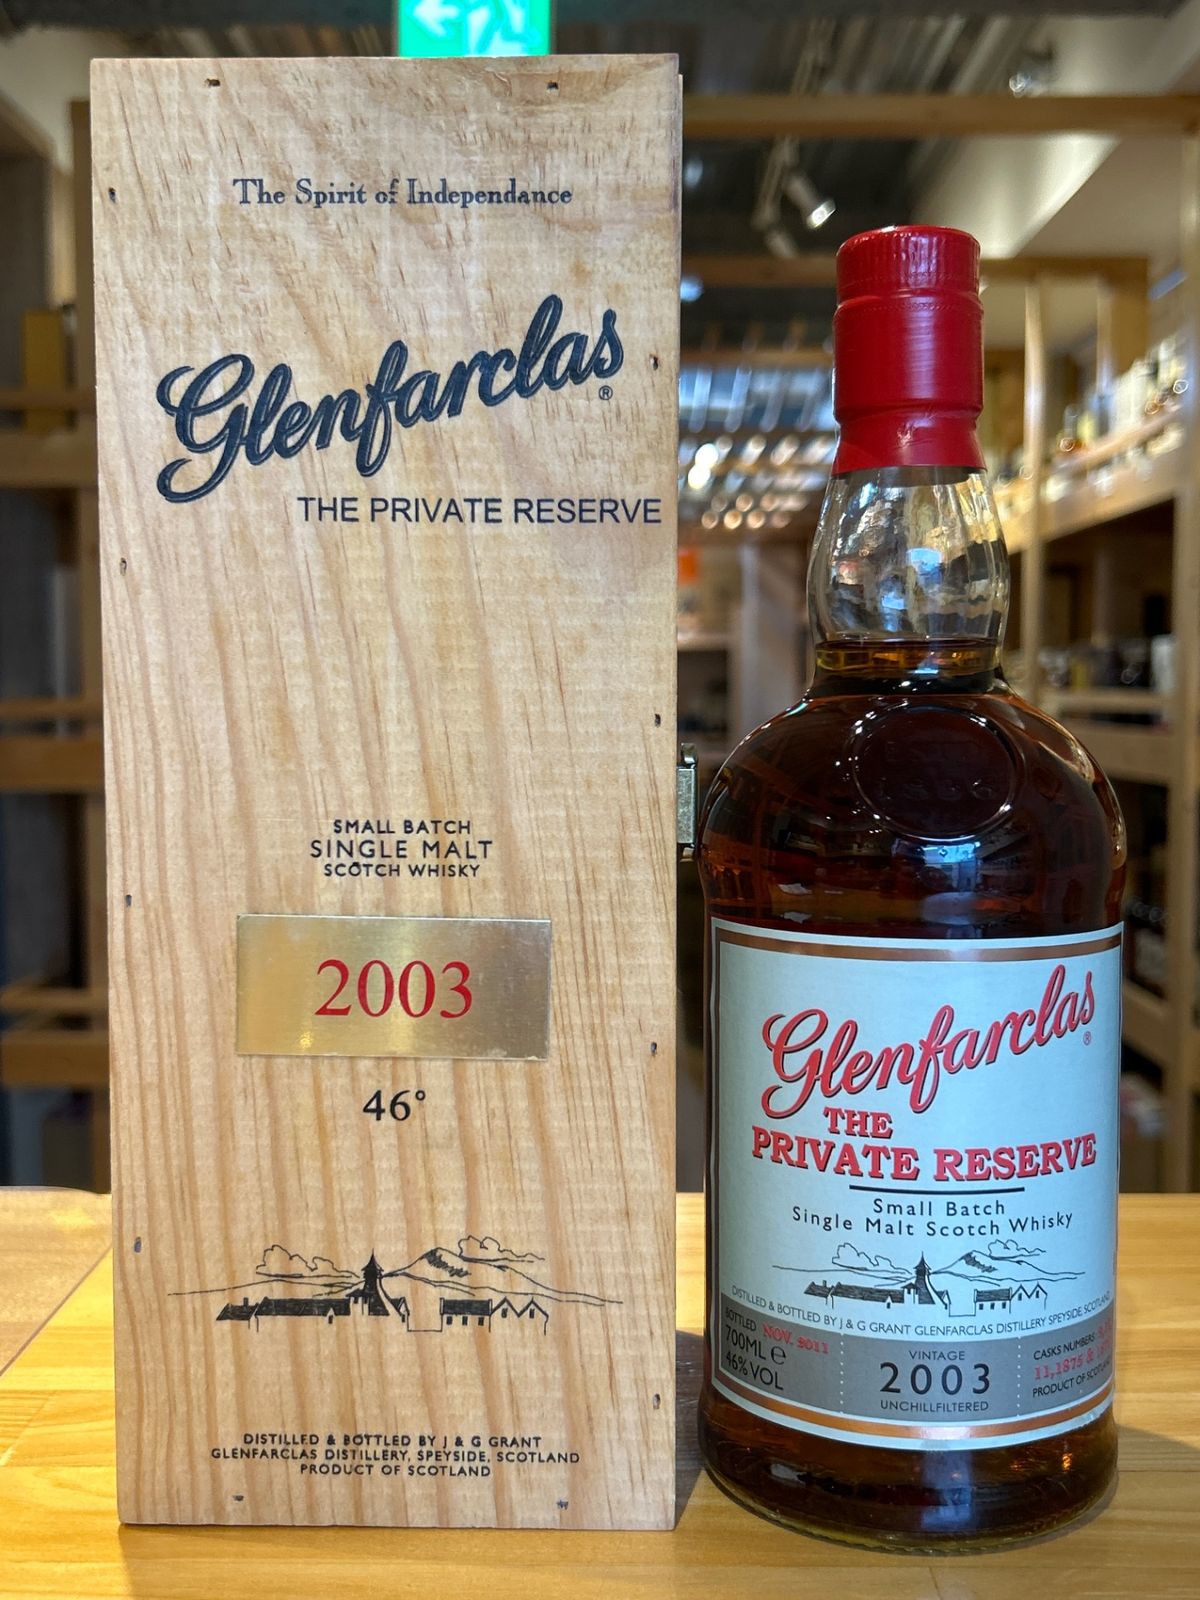 The Spirit of Independance
Glenfarclas®
THE PRIVATE RESERVE
SMALL BATCH
SINGLE MALT
SCOTCH WHISKY
2003
46°
DISTILLED & BOTTLED BY J & G GRANT
GLENFARCLAS DISTILLERY, SPEYSIDE, SCOTLAND
PRODUCT OF SCOTLAND
1836
Glenfarclas®
THE
PRIVATE RESERVE
Small Batch
Single Malt Scotch Whisky
DISTILLED & BOTTLED BY J & G GRANT GLENFARCLAS DISTILLERY SPEYSIDE, SCOTLAND
BOTTLED NOV. 2011
700ML e
46% VOL
VINTAGE
2003
UNCHILLFILTERED
CASKS NUMBERS
11,1875 &
PRODUCT OF SCOTLAND